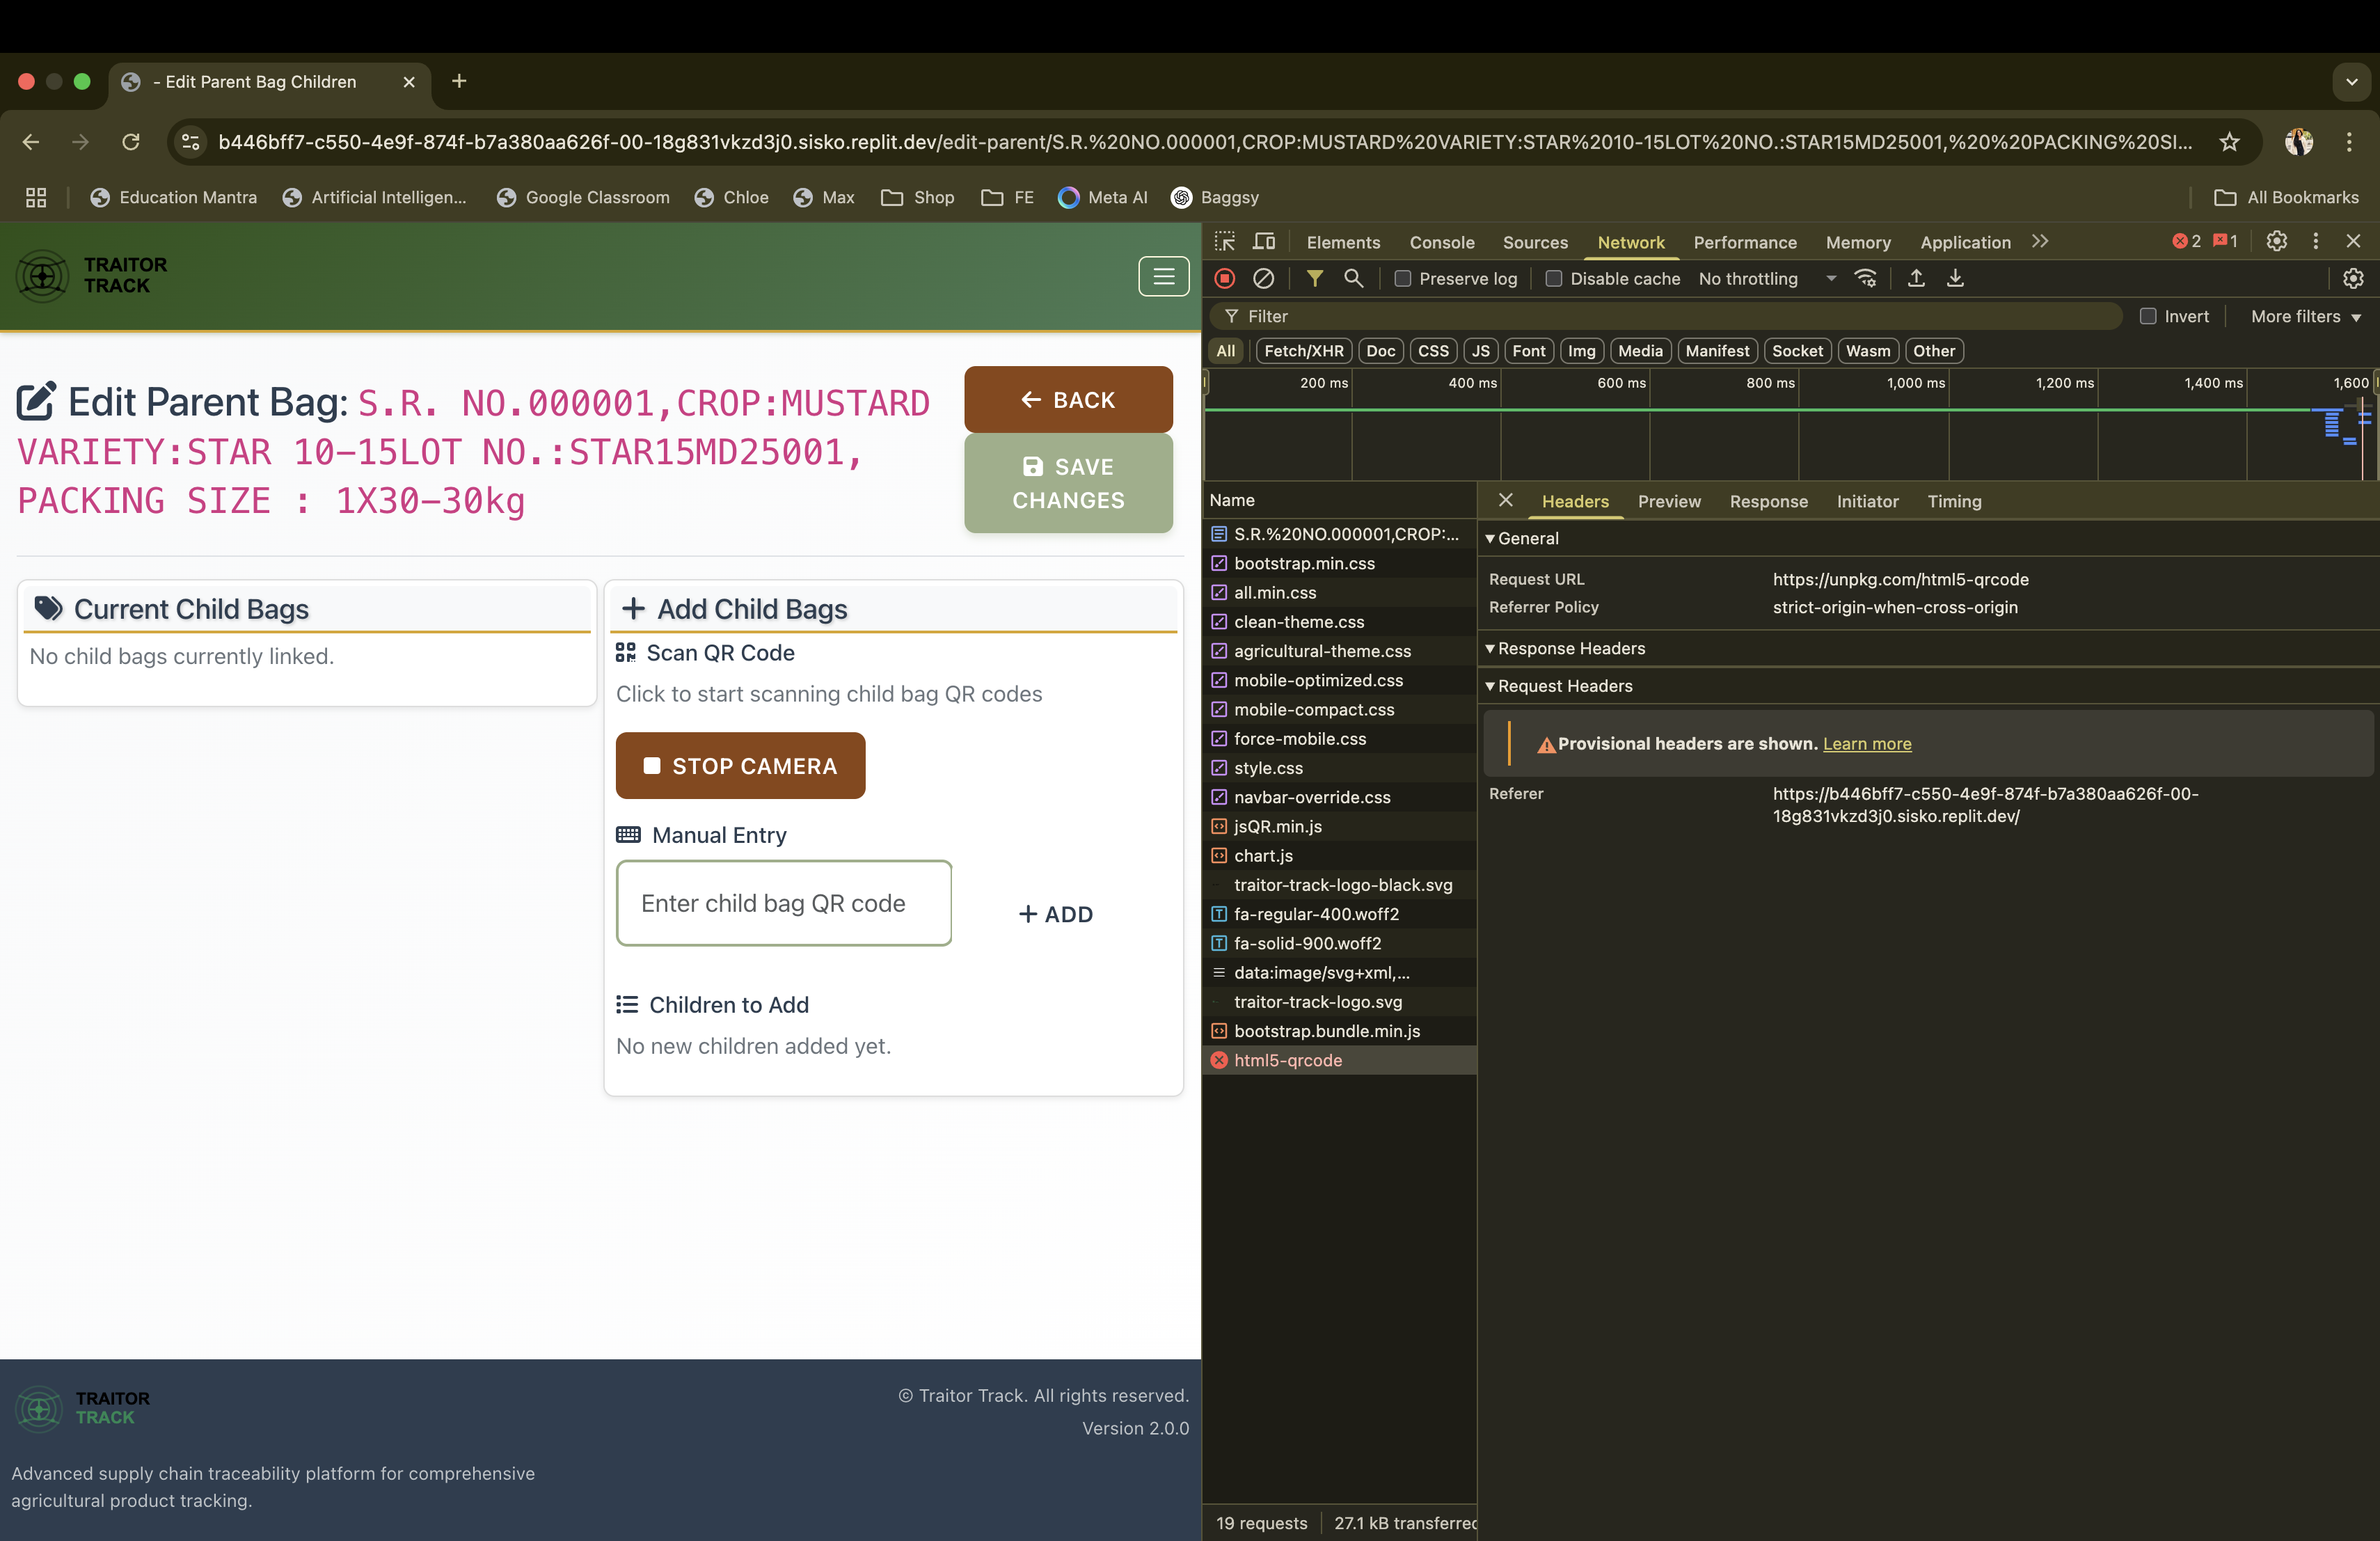 - Edit Parent Bag Children
b446bff7-c550-4e9f-874f-b7a380aa626f-00-18g831vkzd3j0.sisko.replit.dev/edit-parent/S.R.%20NO.000001,CROP:MUSTARD%20VARIETY:STAR%2010-15LOT%20NO.:STAR15MD25001,%20%20PACKING%20SI...
Education Mantra
Artificial Intelligen...
Google Classroom
Chloe
Max
Shop
FE
Meta AI
Baggsy
All Bookmarks
TRAITOR
TRACK
Edit Parent Bag: S.R. NO.000001,CROP:MUSTARD
VARIETY:STAR 10-15LOT NO.:STAR15MD25001,
PACKING SIZE : 1X30-30kg
BACK
SAVE
CHANGES
Current Child Bags
No child bags currently linked.
Add Child Bags
Scan QR Code
Click to start scanning child bag QR codes
STOP CAMERA
Manual Entry
Enter child bag QR code
+ ADD
Children to Add
No new children added yet.
TRAITOR
TRACK
© Traitor Track. All rights reserved.
Version 2.0.0
Advanced supply chain traceability platform for comprehensive
agricultural product tracking.
Elements Console Sources Network Performance Memory Application
2 1
Preserve log Disable cache No throttling
Filter Invert More filters
All Fetch/XHR Doc CSS JS Font Img Media Manifest Socket Wasm Other
200 ms 400 ms 600 ms 800 ms 1,000 ms 1,200 ms 1,400 ms 1,600
Name
S.R.%20NO.000001,CROP:...
bootstrap.min.css
all.min.css
clean-theme.css
agricultural-theme.css
mobile-optimized.css
mobile-compact.css
force-mobile.css
style.css
navbar-override.css
jsQR.min.js
chart.js
traitor-track-logo-black.svg
fa-regular-400.woff2
fa-solid-900.woff2
data:image/svg+xml,...
traitor-track-logo.svg
bootstrap.bundle.min.js
html5-qrcode
19 requests 27.1 kB transferred
Headers Preview Response Initiator Timing
General
Request URL https://unpkg.com/html5-qrcode
Referrer Policy strict-origin-when-cross-origin
Response Headers
Request Headers
Provisional headers are shown. Learn more
Referer https://b446bff7-c550-4e9f-874f-b7a380aa626f-00-
18g831vkzd3j0.sisko.replit.dev/